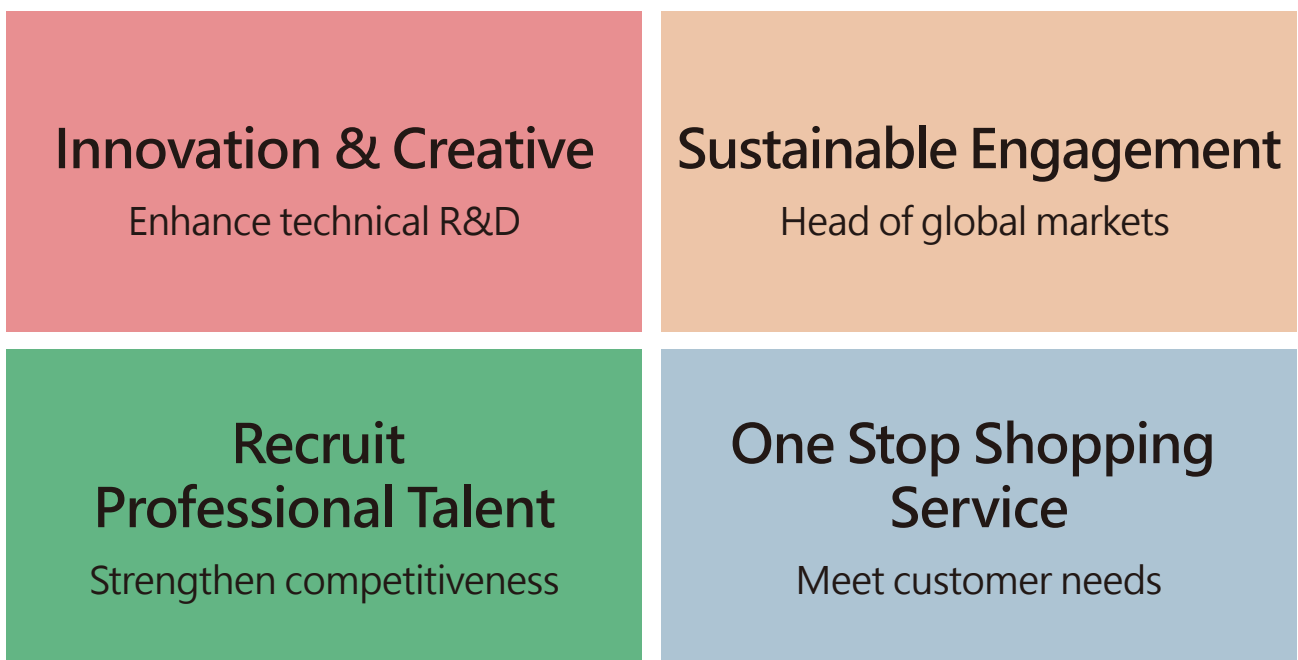 Innovation & Creative
Enhance technical R&D
Sustainable Engagement
Head of global markets
Recruit
Professional Talent
Strengthen competitiveness
One Stop Shopping
Service
Meet customer needs